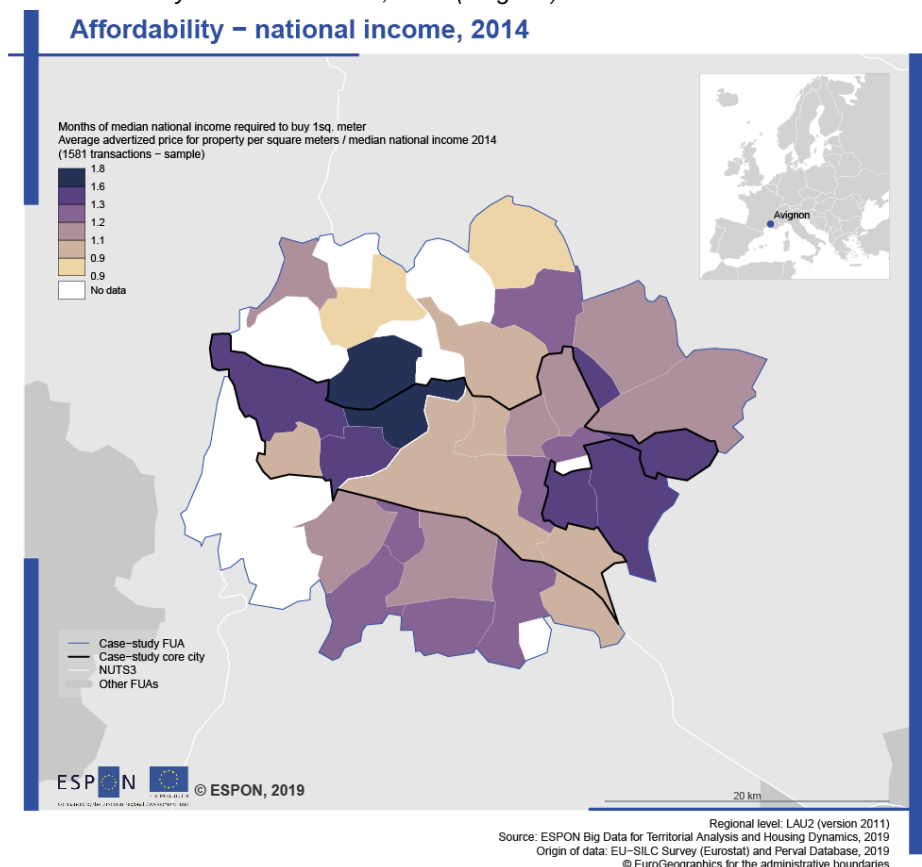 Affordability − national income, 2014
Months of median national income required to buy 1sq. meter
Average advertized price for property per square meters / median national income 2014
(1581 transactions − sample)
1.8
1.6
1.3
1.2
1.1
0.9
0.9
No data
Avignon
Case−study FUA
Case−study core city
NUTS3
Other FUAs
ESPON
© ESPON, 2019
20 km
Regional level: LAU2 (version 2011)
Source: ESPON Big Data for Territorial Analysis and Housing Dynamics, 2019
Origin of data: EU−SILC Survey (Eurostat) and Perval Database, 2019
© EuroGeographics for the administrative boundaries